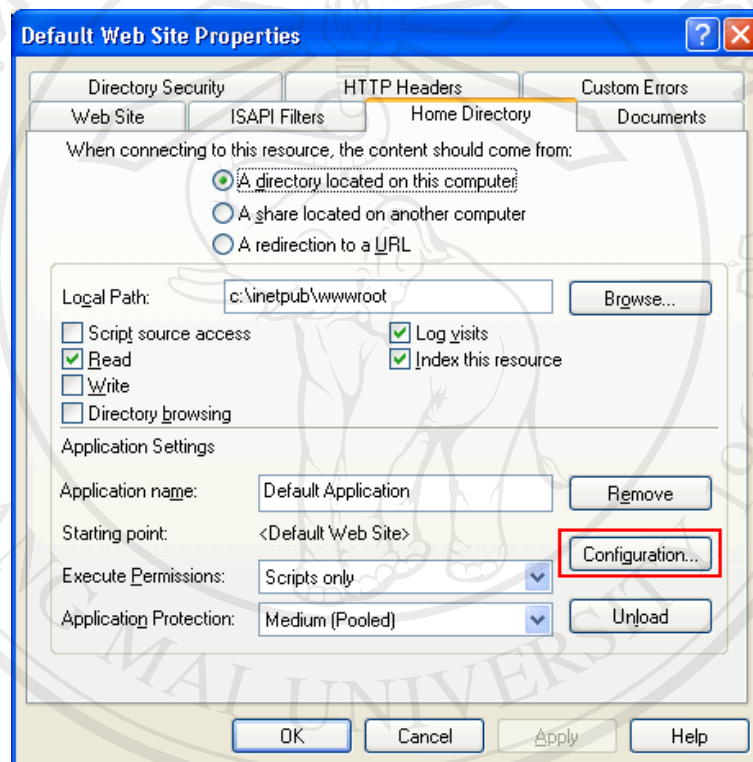 Default Web Site Properties
Directory Security HTTP Headers Custom Errors
Web Site ISAPI Filters Home Directory Documents
When connecting to this resource, the content should come from:
A directory located on this computer
A share located on another computer
A redirection to a URL
Local Path: c:\inetpub\wwwroot Browse...
Script source access Log visits
Read Index this resource
Write
Directory browsing
Application Settings
Application name: Default Application Remove
Starting point: <Default Web Site> Configuration...
Execute Permissions: Scripts only
Application Protection: Medium (Pooled) Unload
MAI UNIVERSITY
OK Cancel Apply Help